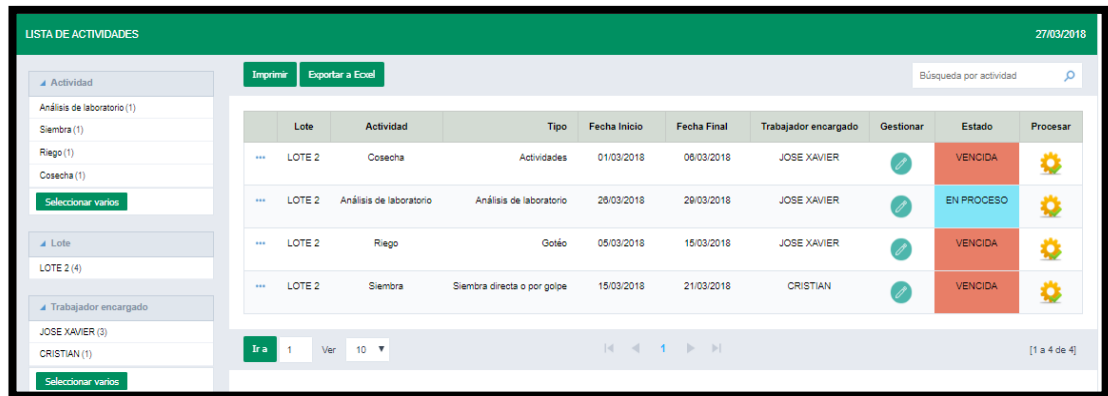 LISTA DE ACTIVIDADES 27/03/2018
Actividad
Análisis de laboratorio (1)
Siembra (1)
Riego (1)
Cosecha (1)
Seleccionar varios
Lote
LOTE 2 (4)
Trabajador encargado
JOSE XAVIER (3)
CRISTIAN (1)
Seleccionar varios
Imprimir Exportar a Ecxel Búsqueda por actividad
Lote Actividad Tipo Fecha Inicio Fecha Final Trabajador encargado Gestionar Estado Procesar
LOTE 2 Cosecha Actividades 01/03/2018 06/03/2018 JOSE XAVIER VENCIDA
LOTE 2 Análisis de laboratorio Análisis de laboratorio 26/03/2018 29/03/2018 JOSE XAVIER EN PROCESO
LOTE 2 Riego Gotéo 05/03/2018 15/03/2018 JOSE XAVIER VENCIDA
LOTE 2 Siembra Siembra directa o por golpe 15/03/2018 21/03/2018 CRISTIAN VENCIDA
Ir a 1 Ver 10 1 [1 a 4 de 4]